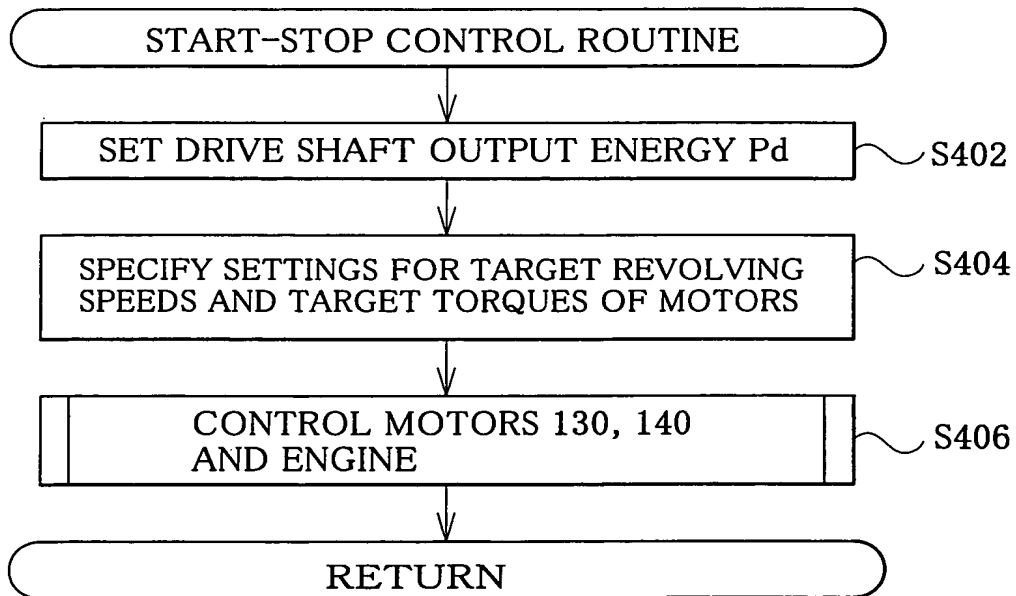 START-STOP CONTROL ROUTINE
SET DRIVE SHAFT OUTPUT ENERGY Pd
S402
SPECIFY SETTINGS FOR TARGET REVOLVING
SPEEDS AND TARGET TORQUES OF MOTORS
S404
CONTROL MOTORS 130, 140
AND ENGINE
S406
RETURN